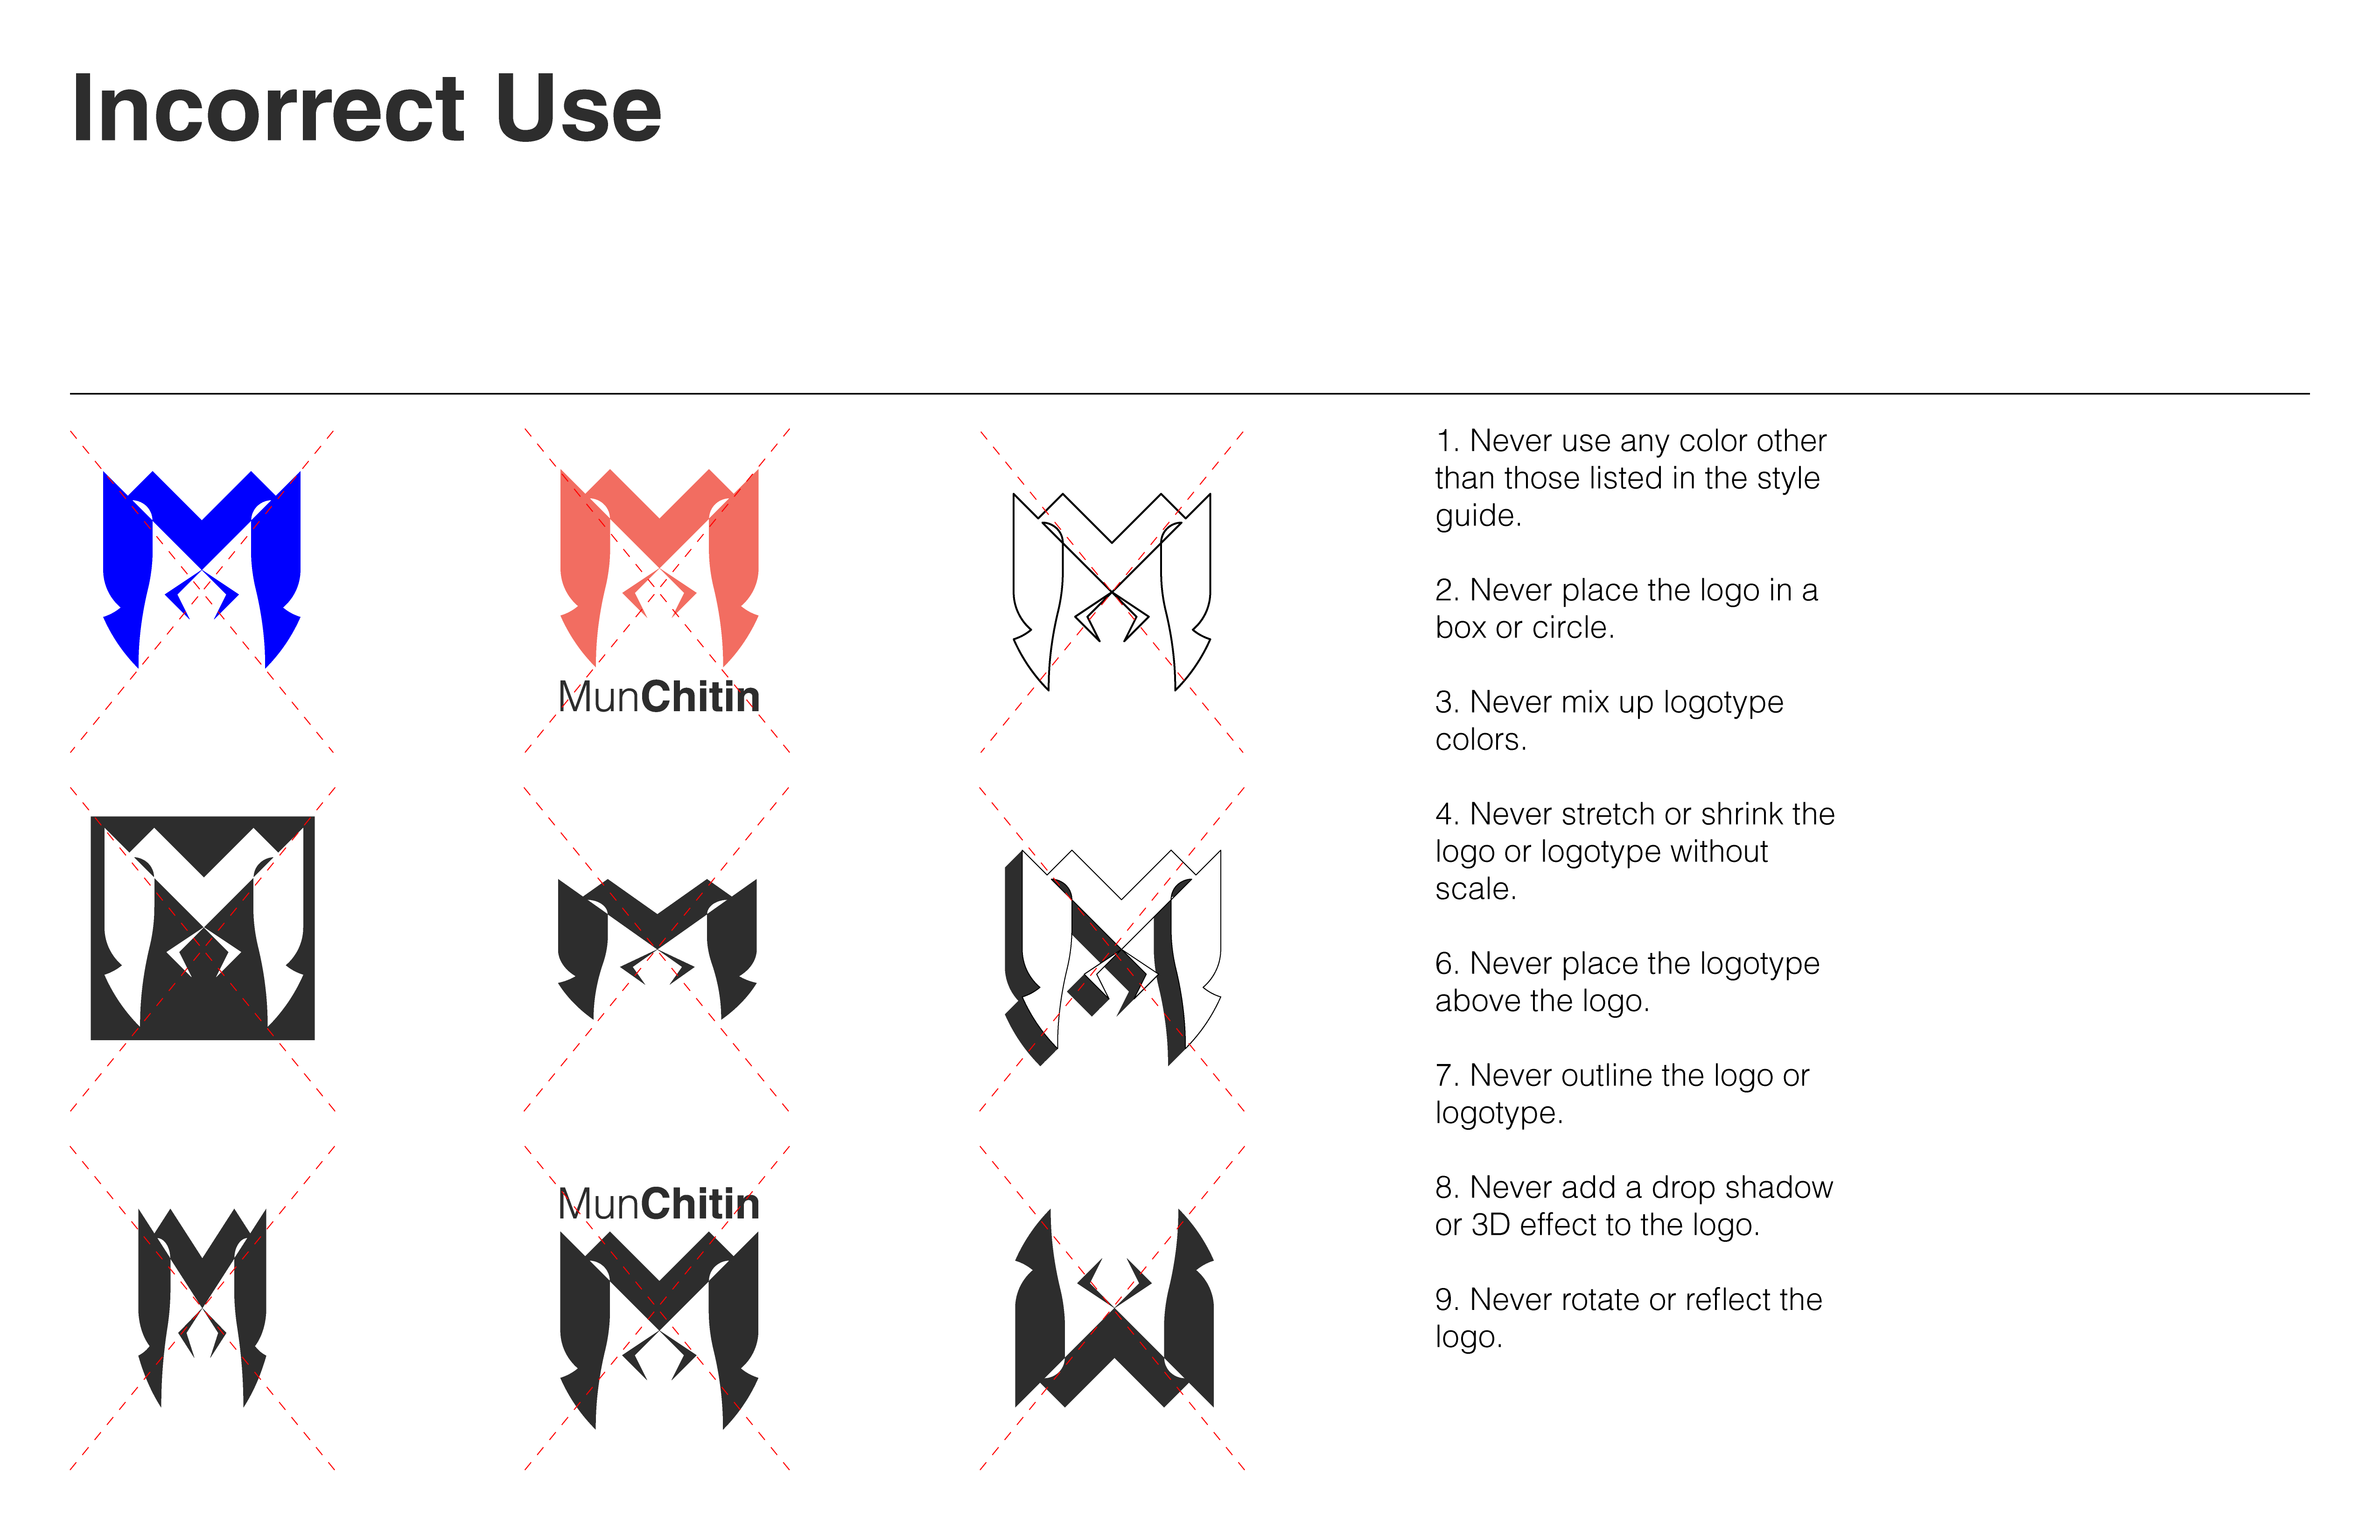 Incorrect Use
MunChitin
MunChitin
1. Never use any color other
than those listed in the style
guide.
2. Never place the logo in a
box or circle.
3. Never mix up logotype
colors.
4. Never stretch or shrink the
logo or logotype without
scale.
6. Never place the logotype
above the logo.
7. Never outline the logo or
logotype.
8. Never add a drop shadow
or 3D effect to the logo.
9. Never rotate or reflect the
logo.